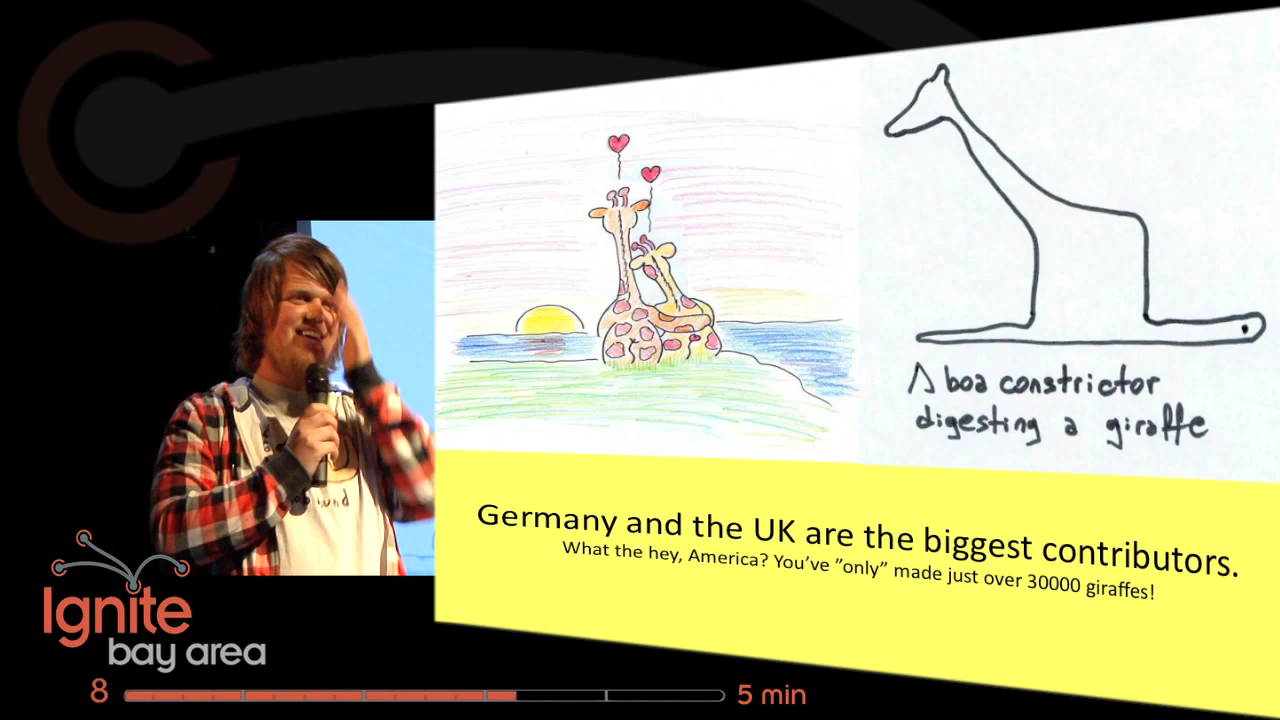 A boa constrictor
digesting a giraffe
Germany and the UK are the biggest contributors.
What the hey, America? You've ”only” made just over 30000 giraffes!
Ignite
bay area
8
5 min